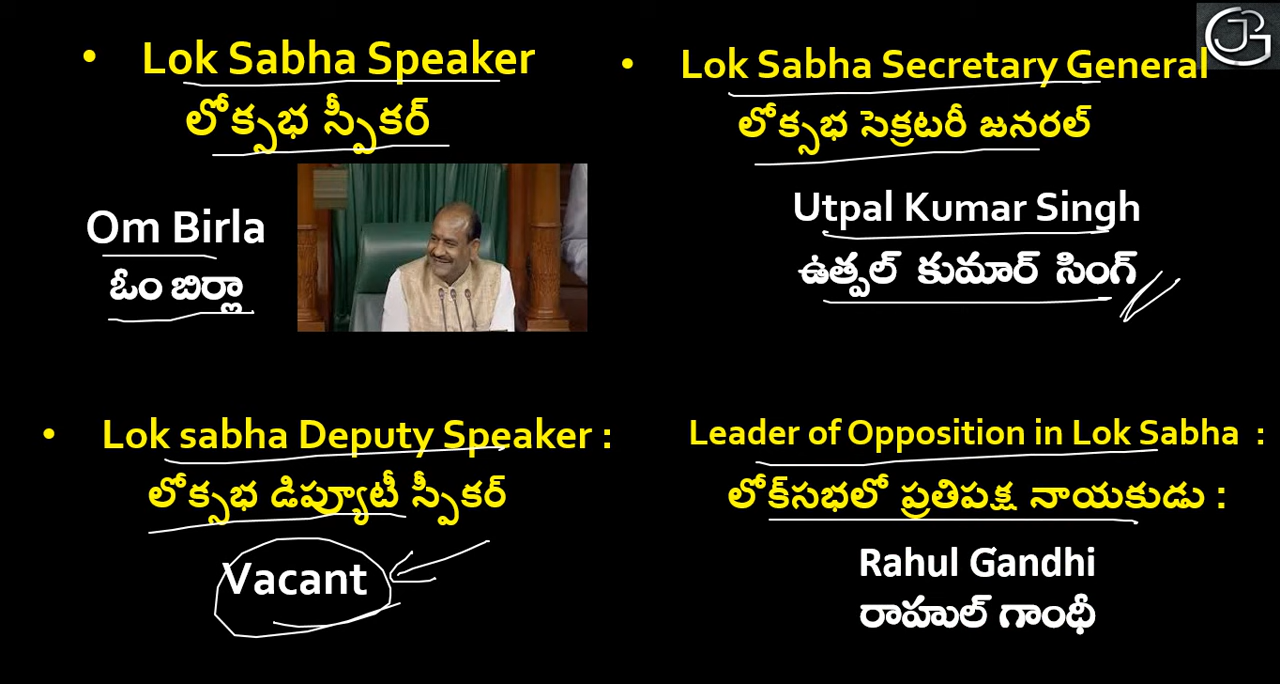 • Lok Sabha Speaker
లోక్సభ స్పీకర్
Om Birla
ఓం బిర్లా
• Lok Sabha Secretary General
లోక్సభ సెక్రటరీ జనరల్
Utpal Kumar Singh
ఉత్పల్ కుమార్ సింగ్
• Lok sabha Deputy Speaker :
లోక్సభ డిప్యూటీ స్పీకర్
Vacant
Leader of Opposition in Lok Sabha :
లోక్‌సభలో ప్రతిపక్ష నాయకుడు :
Rahul Gandhi
రాహుల్ గాంధీ